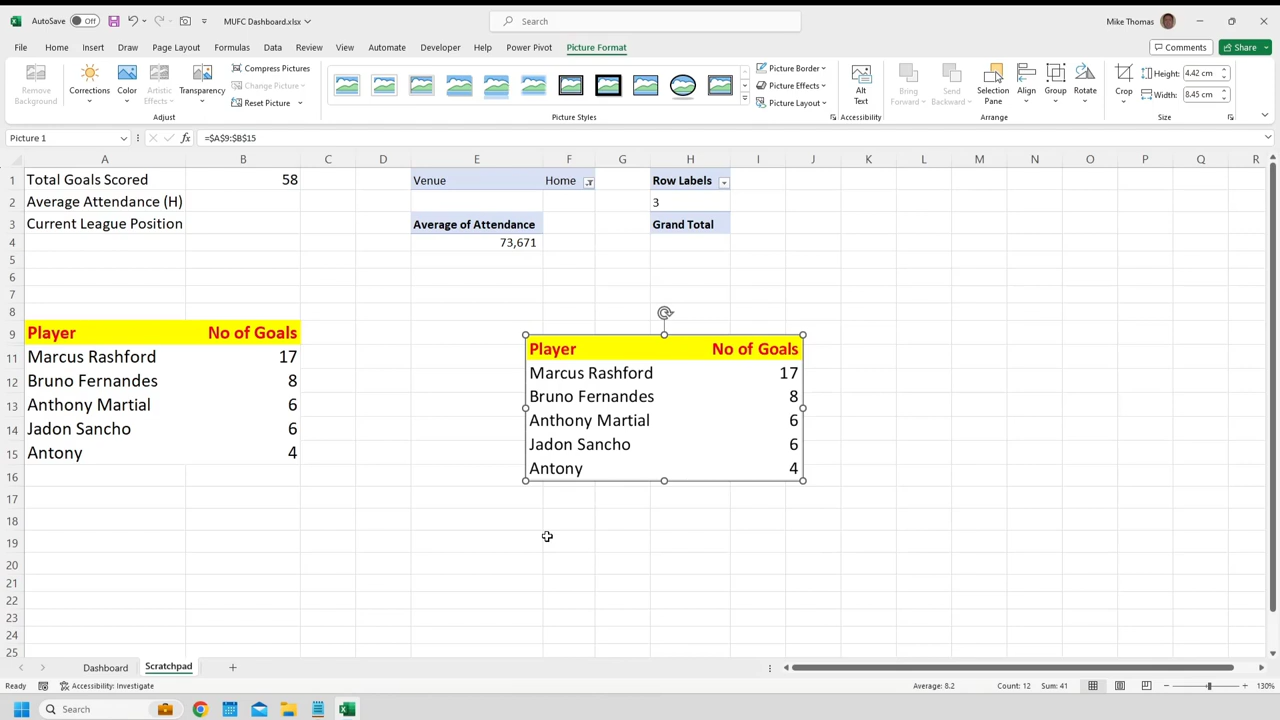 AutoSave Off MUFC Dashboard.xlsx Search Mike Thomas
File Home Insert Draw Page Layout Formulas Data Review View Automate Developer Help Power Pivot Picture Format Comments Share
Remove Background Corrections Color Artistic Effects Transparency Compress Pictures Change Picture Reset Picture Picture Border Picture Effects Picture Layout Alt Text Bring Forward Send Backward Selection Pane Align Group Rotate Crop Height: 4.42 cm Width: 8.45 cm
Adjust Picture Styles Accessibility Arrange Size
Picture 1 fx =$A$9:$B$15
A B C D E F G H I J K L M N O P Q R
1 Total Goals Scored 58 Venue Home Row Labels
2 Average Attendance (H) 3
3 Current League Position Average of Attendance Grand Total
4 73,671
5
6
7
8
9 Player No of Goals Player No of Goals
11 Marcus Rashford 17 Marcus Rashford 17
12 Bruno Fernandes 8 Bruno Fernandes 8
13 Anthony Martial 6 Anthony Martial 6
14 Jadon Sancho 6 Jadon Sancho 6
15 Antony 4 Antony 4
16
17
18
19
20
21
22
23
24
25
Dashboard Scratchpad
Ready Accessibility: Investigate Average: 8.2 Count: 12 Sum: 41 130%
Search